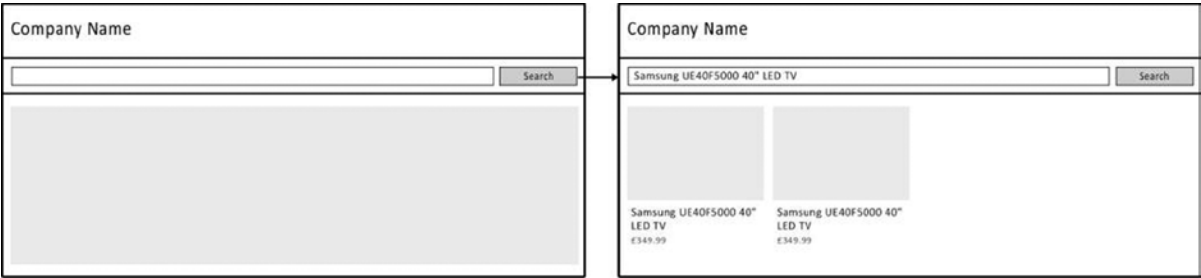 Company Name
Search
Company Name
Samsung UE40F5000 40" LED TV
Search
Samsung UE40F5000 40"
LED TV
£349.99
Samsung UE40F5000 40"
LED TV
£349.99